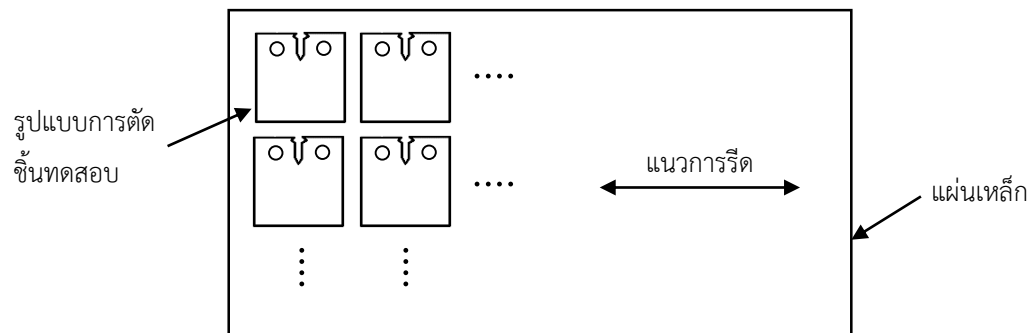 รูปแบบการตัด
ชิ้นทดสอบ
แนวการรีด
แผ่นเหล็ก